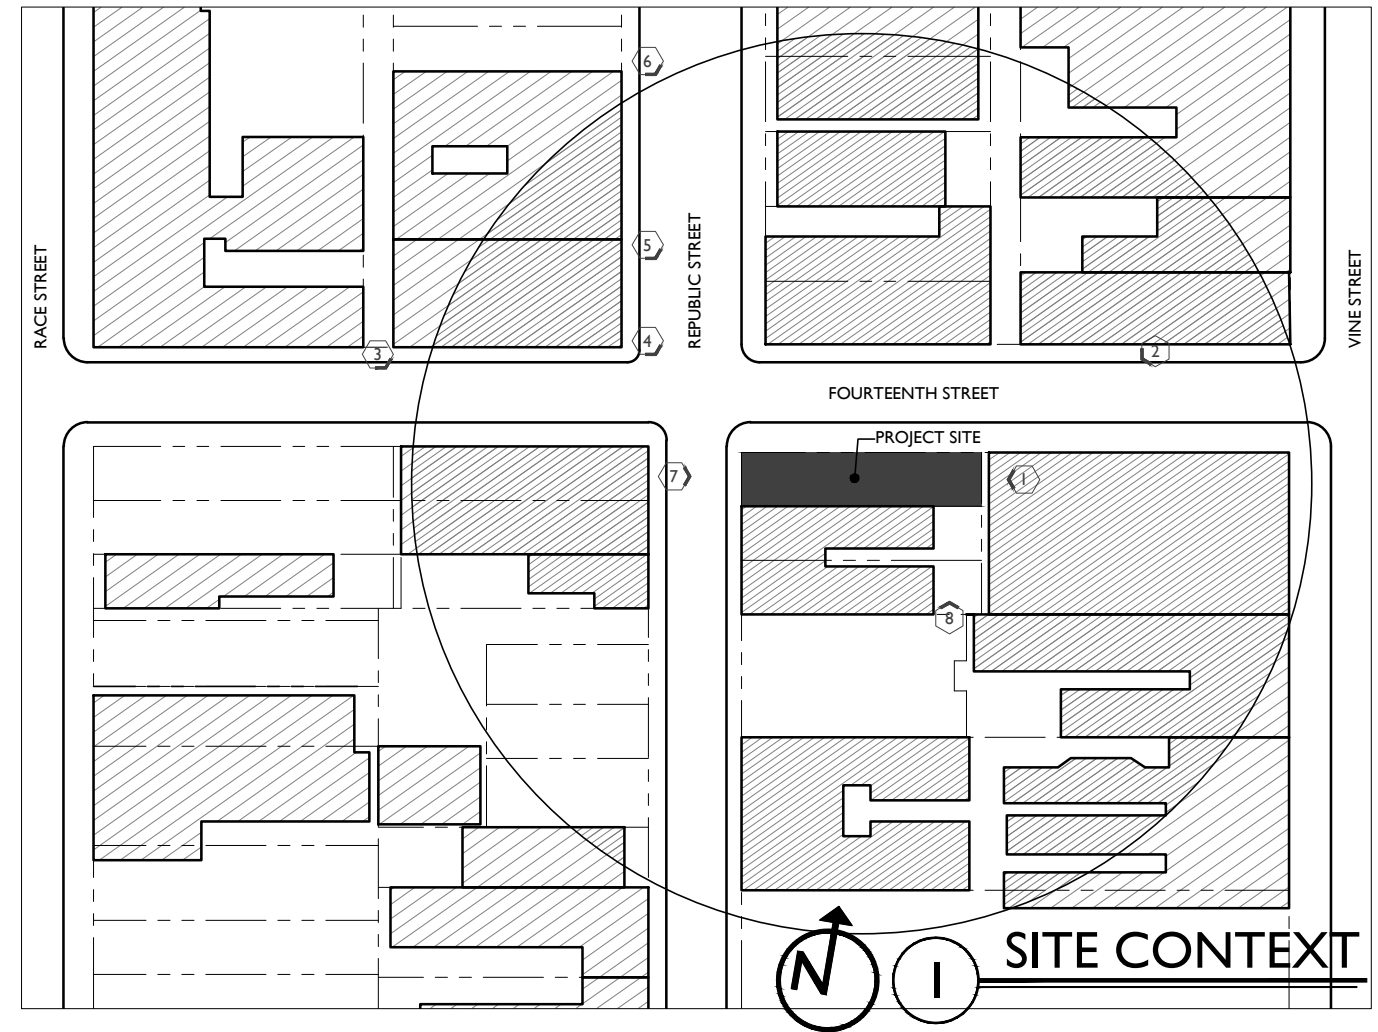 6
5
4
3
2
RACE STREET
REPUBLIC STREET
VINE STREET
FOURTEENTH STREET
PROJECT SITE
7
1
8
N
1
SITE CONTEXT